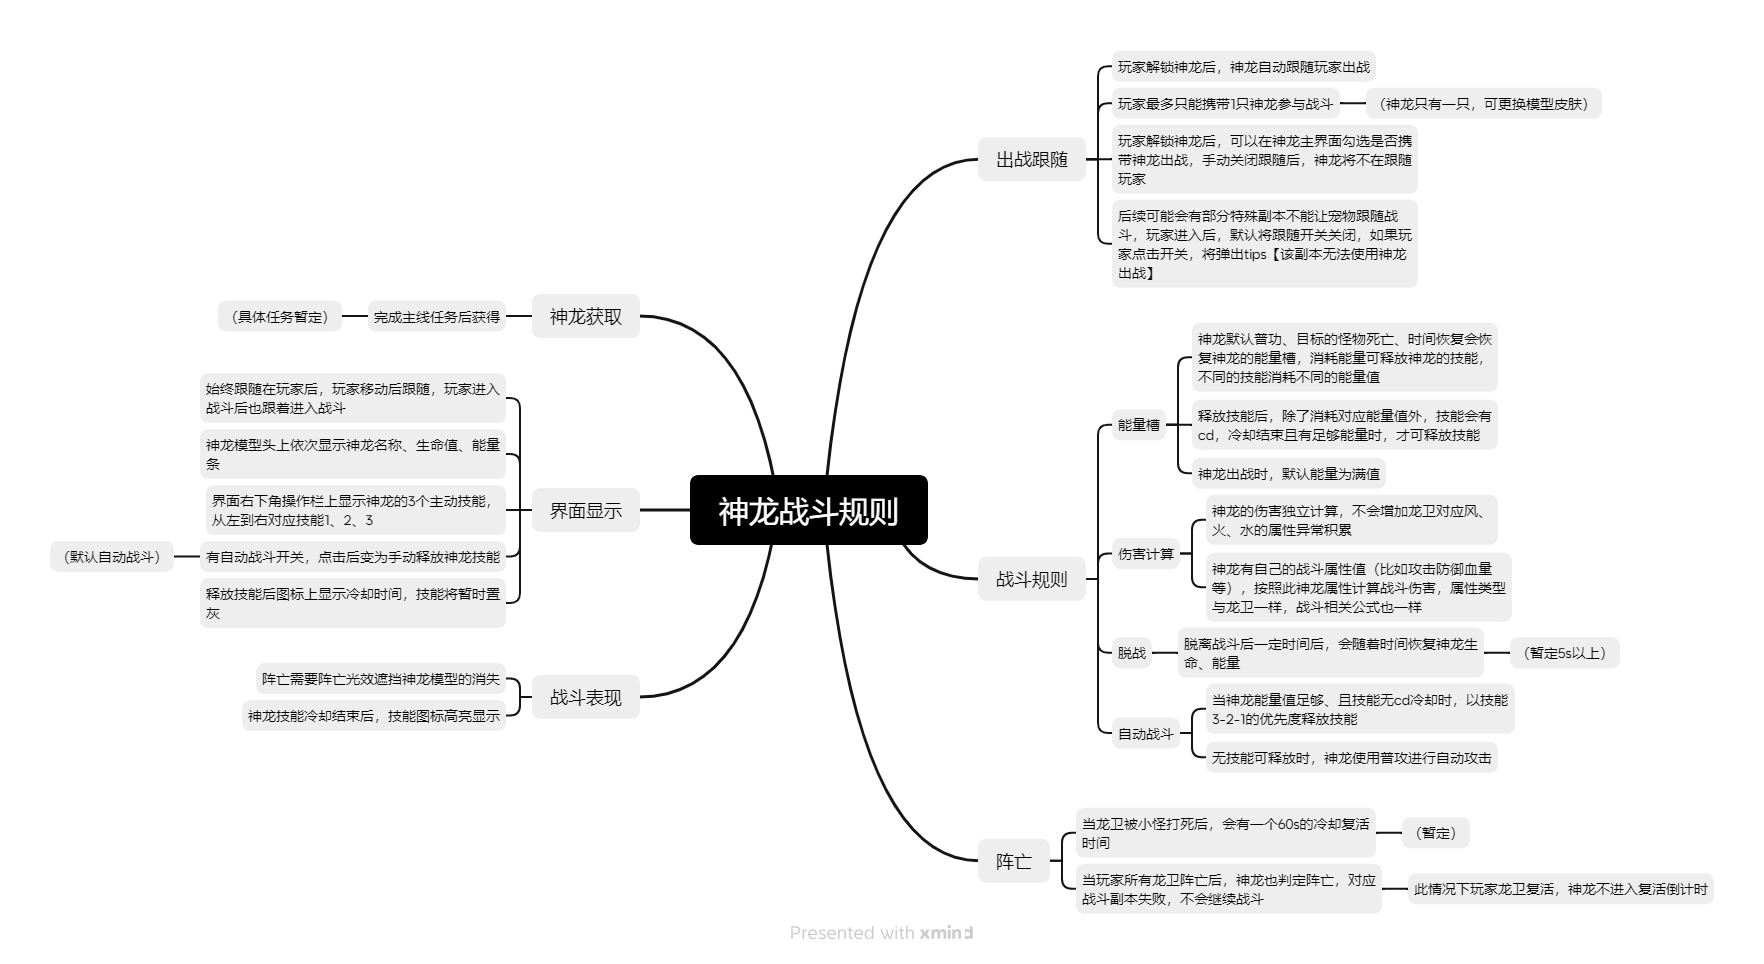 神龙战斗规则
出战跟随
玩家解锁神龙后，神龙自动跟随玩家出战
玩家最多只能携带1只神龙参与战斗
（神龙只有一只，可更换模型皮肤）
玩家解锁神龙后，可以在神龙主界面勾选是否携
带神龙出战，手动关闭跟随后，神龙将不在跟随
玩家
后续可能会有部分特殊副本不能让宠物跟随战
斗，玩家进入后，默认将跟随开关关闭，如果玩
家点击开关，将弹出tips【该副本无法使用神龙
出战】
战斗规则
能量槽
神龙默认普功、目标的怪物死亡、时间恢复会恢
复神龙的能量槽，消耗能量可释放神龙的技能，
不同的技能消耗不同的能量值
释放技能后，除了消耗对应能量值外，技能会有
cd，冷却结束且有足够能量时，才可释放技能
神龙出战时，默认能量为满值
伤害计算
神龙的伤害独立计算，不会增加龙卫对应风、
火、水的属性异常积累
神龙有自己的战斗属性值（比如攻击防御血量
等），按照此神龙属性计算战斗伤害，属性类型
与龙卫一样，战斗相关公式也一样
脱战
脱离战斗后一定时间后，会随着时间恢复神龙生
命、能量
（暂定5s以上）
自动战斗
当神龙能量值足够、且技能无cd冷却时，以技能
3-2-1的优先度释放技能
无技能可释放时，神龙使用普攻进行自动攻击
阵亡
当龙卫被小怪打死后，会有一个60s的冷却复活
时间
（暂定）
当玩家所有龙卫阵亡后，神龙也判定阵亡，对应
战斗副本失败，不会继续战斗
此情况下玩家龙卫复活，神龙不进入复活倒计时
神龙获取
完成主线任务后获得
（具体任务暂定）
界面显示
始终跟随在玩家后，玩家移动后跟随，玩家进入
战斗后也跟着进入战斗
神龙模型头上依次显示神龙名称、生命值、能量
条
界面右下角操作栏上显示神龙的3个主动技能，
从左到右对应技能1、2、3
有自动战斗开关，点击后变为手动释放神龙技能
（默认自动战斗）
释放技能后图标上显示冷却时间，技能将暂时置
灰
战斗表现
阵亡需要阵亡光效遮挡神龙模型的消失
神龙技能冷却结束后，技能图标高亮显示
Presented with xmind